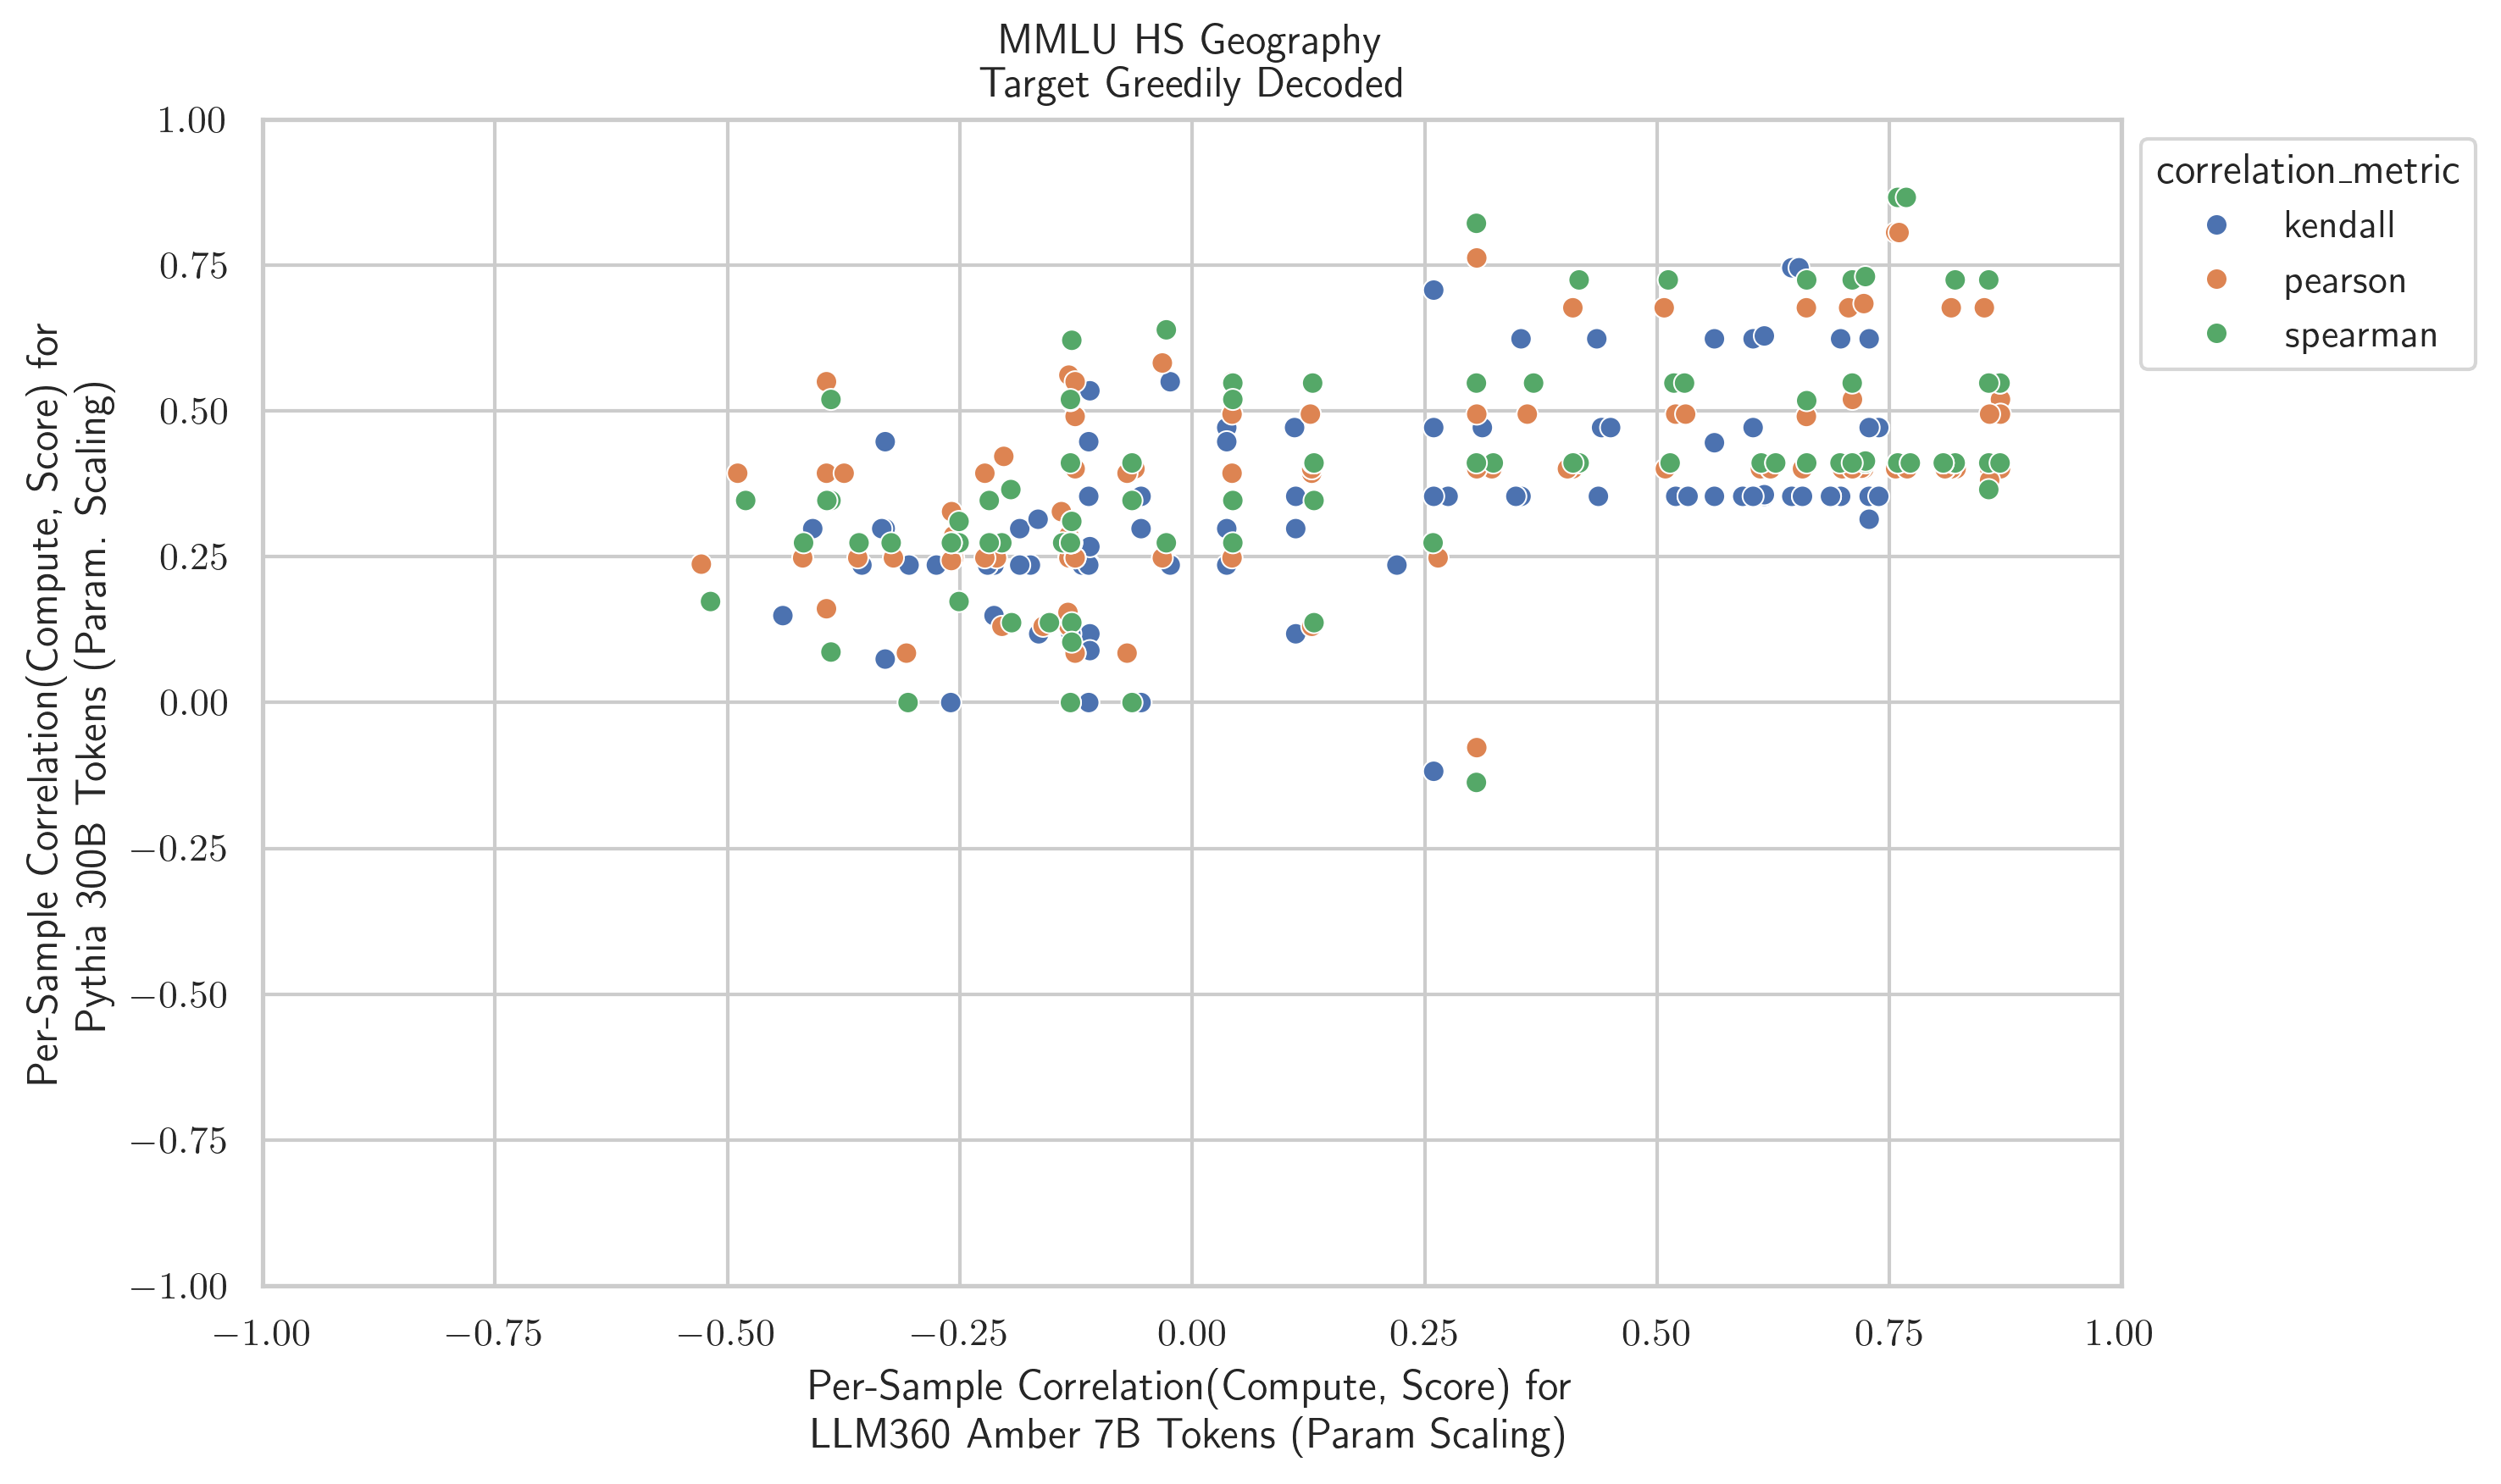 MMLU HS Geography
Target Greedily Decoded
Per-Sample Correlation(Compute, Score) for
Pythia 300B Tokens (Param. Scaling)
1.00
0.75
0.50
0.25
0.00
−0.25
−0.50
−0.75
−1.00
−1.00
−0.75
−0.50
−0.25
0.00
0.25
0.50
0.75
1.00
Per-Sample Correlation(Compute, Score) for
LLM360 Amber 7B Tokens (Param Scaling)
correlation_metric
kendall
pearson
spearman